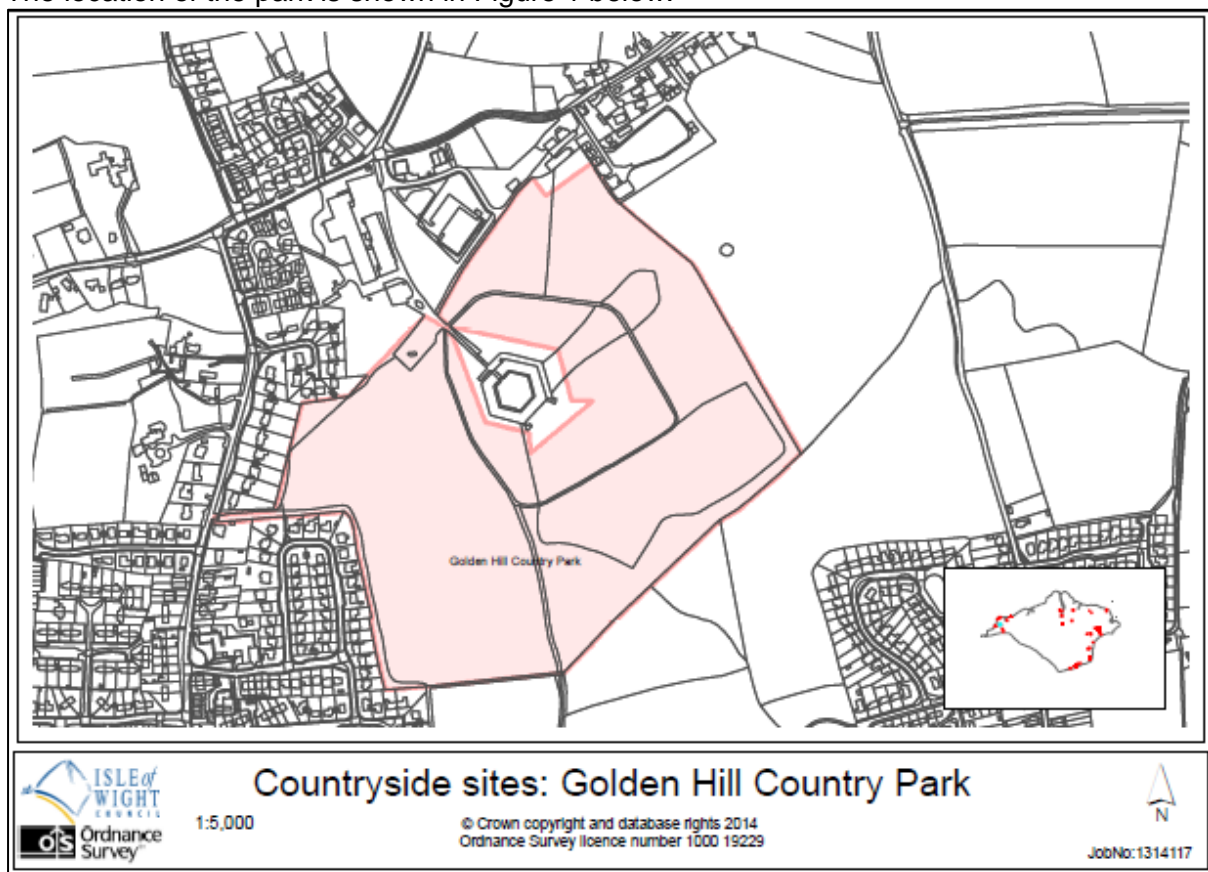 The location of the park is shown in Figure 1 below
Golden Hill Country Park
ISLE of
WIGHT
COUNCIL
Ordnance
Survey
1:5,000
Countryside sites: Golden Hill Country Park
© Crown copyright and database rights 2014
Ordnance Survey licence number 1000 19229
N
JobNo:1314117